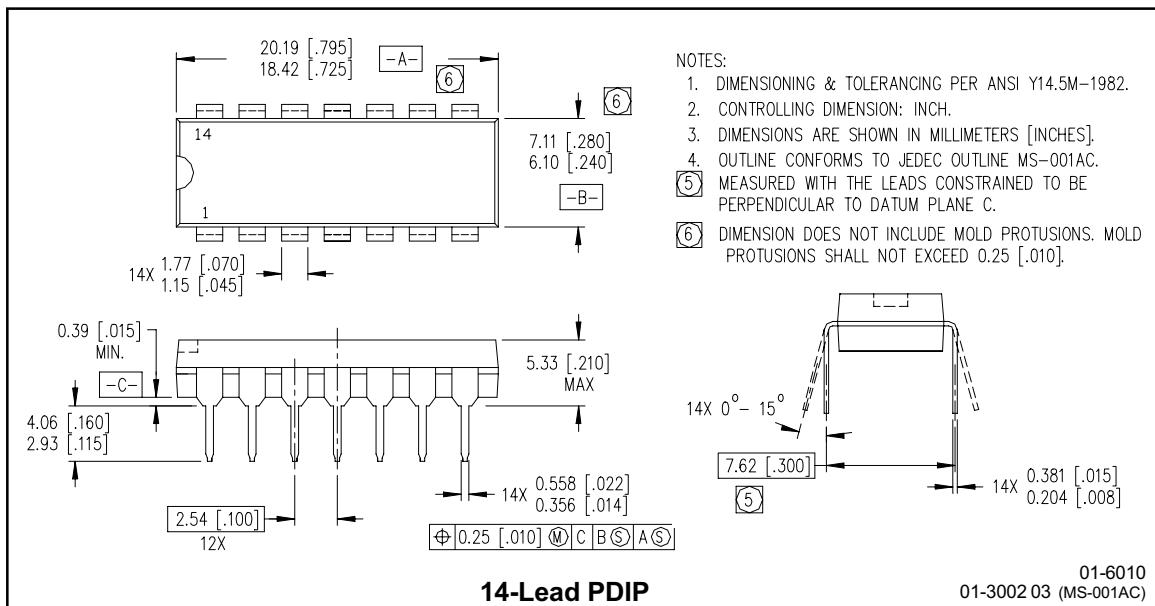 20.19 [.795]
18.42 [.725]
-A-
6
6
14
1
7.11 [.280]
6.10 [.240]
-B-
14X 1.77 [.070]
1.15 [.045]
NOTES:
1. DIMENSIONING & TOLERANCING PER ANSI Y14.5M-1982.
2. CONTROLLING DIMENSION: INCH.
3. DIMENSIONS ARE SHOWN IN MILLIMETERS [INCHES].
4. OUTLINE CONFORMS TO JEDEC OUTLINE MS-001AC.
5 MEASURED WITH THE LEADS CONSTRAINED TO BE
PERPENDICULAR TO DATUM PLANE C.
6 DIMENSION DOES NOT INCLUDE MOLD PROTUSIONS. MOLD
PROTUSIONS SHALL NOT EXCEED 0.25 [.010].
0.39 [.015]
MIN.
-C-
4.06 [.160]
2.93 [.115]
5.33 [.210]
MAX
2.54 [.100]
12X
14X 0.558 [.022]
0.356 [.014]
⌖ 0.25 [.010] Ⓜ C B Ⓢ A Ⓢ
14X 0° - 15°
7.62 [.300]
5
14X 0.381 [.015]
0.204 [.008]
14-Lead PDIP
01-6010
01-3002 03 (MS-001AC)